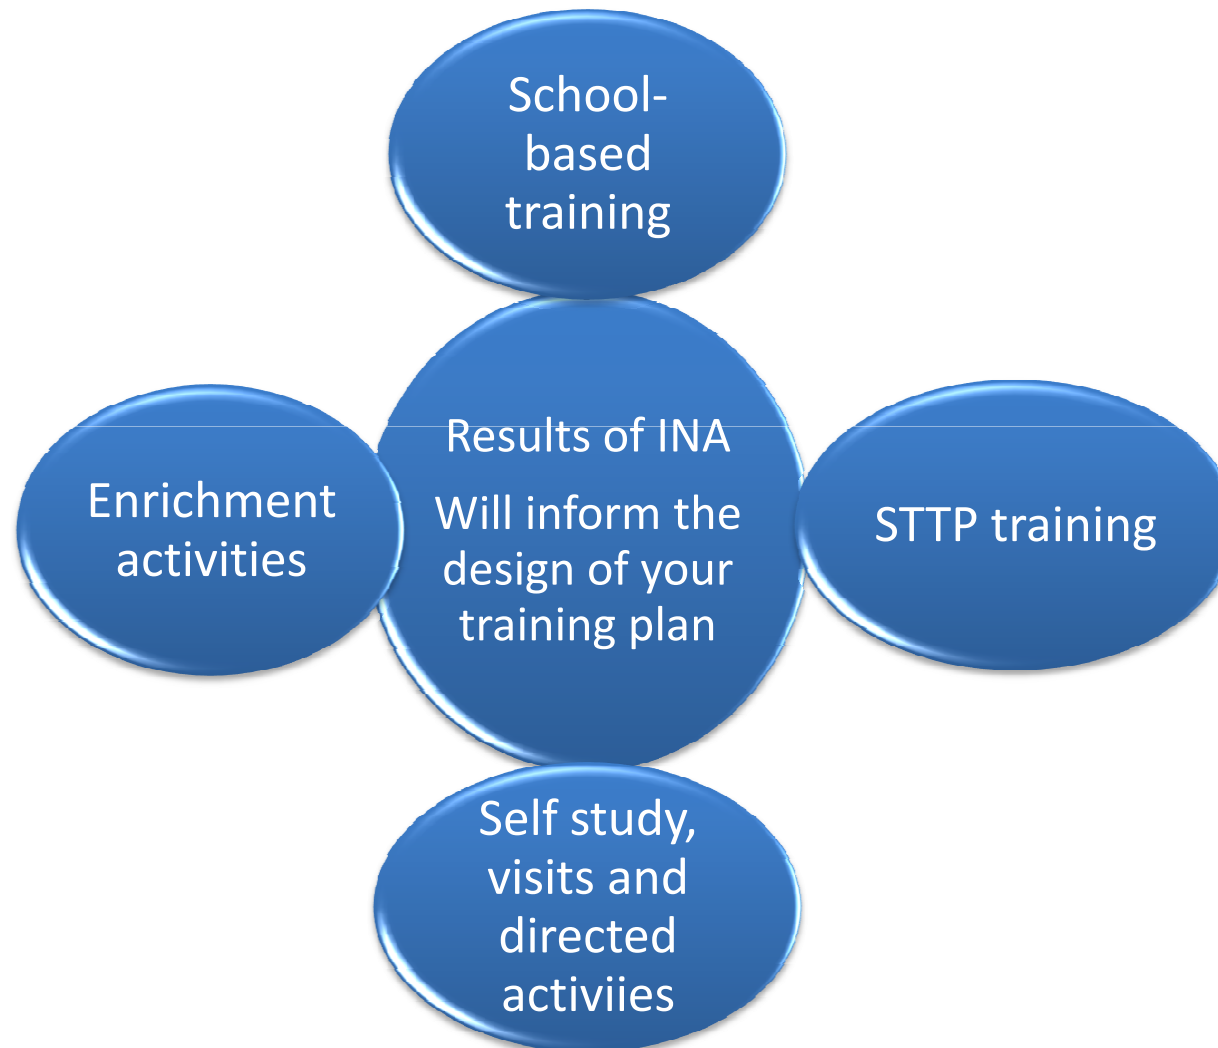 School-
based
training
Results of INA
Will inform the
design of your
training plan
Enrichment
activities
STTP training
Self study,
visits and
directed
activiies